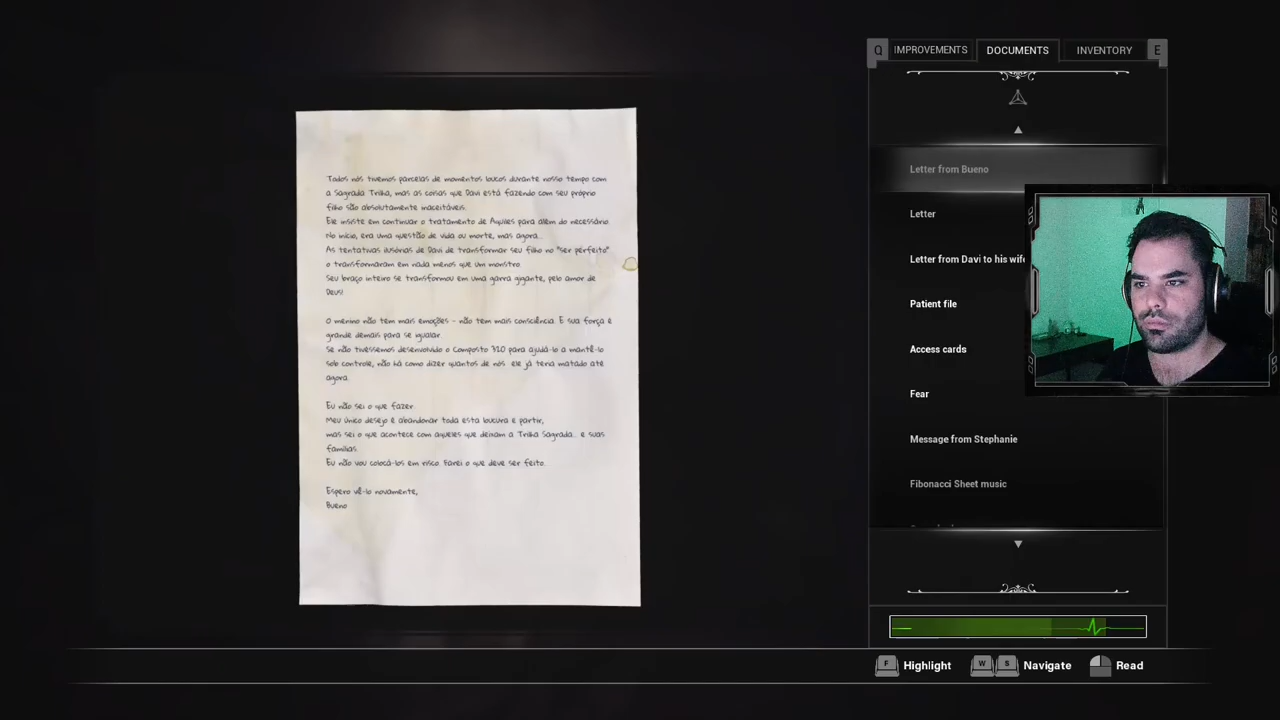 Q
IMPROVEMENTS
DOCUMENTS
INVENTORY
E
Todos nós tivemos parcelas de momentos loucos durante nosso tempo com
a Sagrada Trilha, mas as coisas que Davi está fazendo com seu próprio
filho são absolutamente inaceitáveis.
Ele insiste em continuar o tratamento de Aquiles para além do necessário.
No início, era uma questão de vida ou morte, mas agora...
As tentativas ilusórias de Davi de transformar seu filho no "ser perfeito"
o transformaram em nada menos que um monstro.
Seu braço inteiro se transformou em uma garra gigante, pelo amor de
Deus!
O menino não tem mais emoções - não tem mais consciência. E sua força é
grande demais para se igualar.
Se não tivéssemos desenvolvido o Composto 320 para ajudá-lo a mantê-lo
sob controle, não há como dizer quantos de nós ele já teria matado até
agora.
Eu não sei o que fazer.
Meu único desejo é abandonar toda esta loucura e partir,
mas sei o que acontece com aqueles que deixam a Trilha Sagrada... e suas
famílias.
Eu não vou colocá-los em risco. Farei o que deve ser feito.
Espero vê-lo novamente,
Bueno
Letter from Bueno
Letter
Letter from Davi to his wife
Patient file
Access cards
Fear
Message from Stephanie
Fibonacci Sheet music
F Highlight
W S Navigate
Read